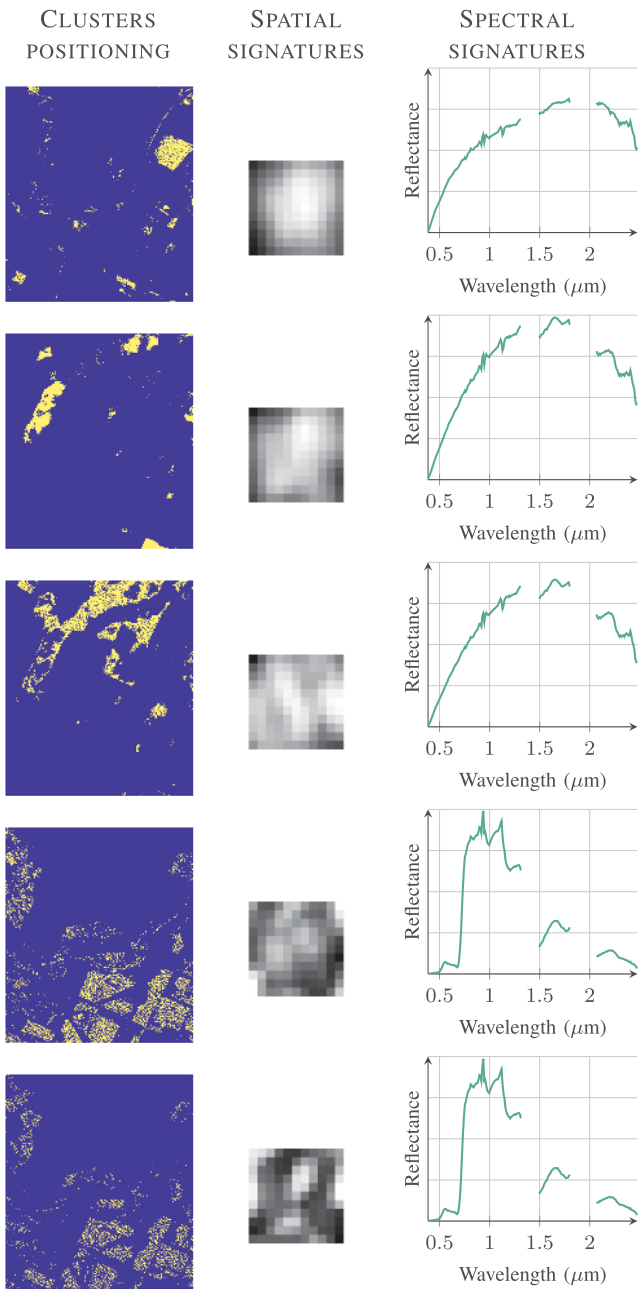 CLUSTERS POSITIONING
SPATIAL SIGNATURES
SPECTRAL SIGNATURES
Reflectance
0.5 1 1.5 2
Wavelength (μm)
Reflectance
0.5 1 1.5 2
Wavelength (μm)
Reflectance
0.5 1 1.5 2
Wavelength (μm)
Reflectance
0.5 1 1.5 2
Wavelength (μm)
Reflectance
0.5 1 1.5 2
Wavelength (μm)